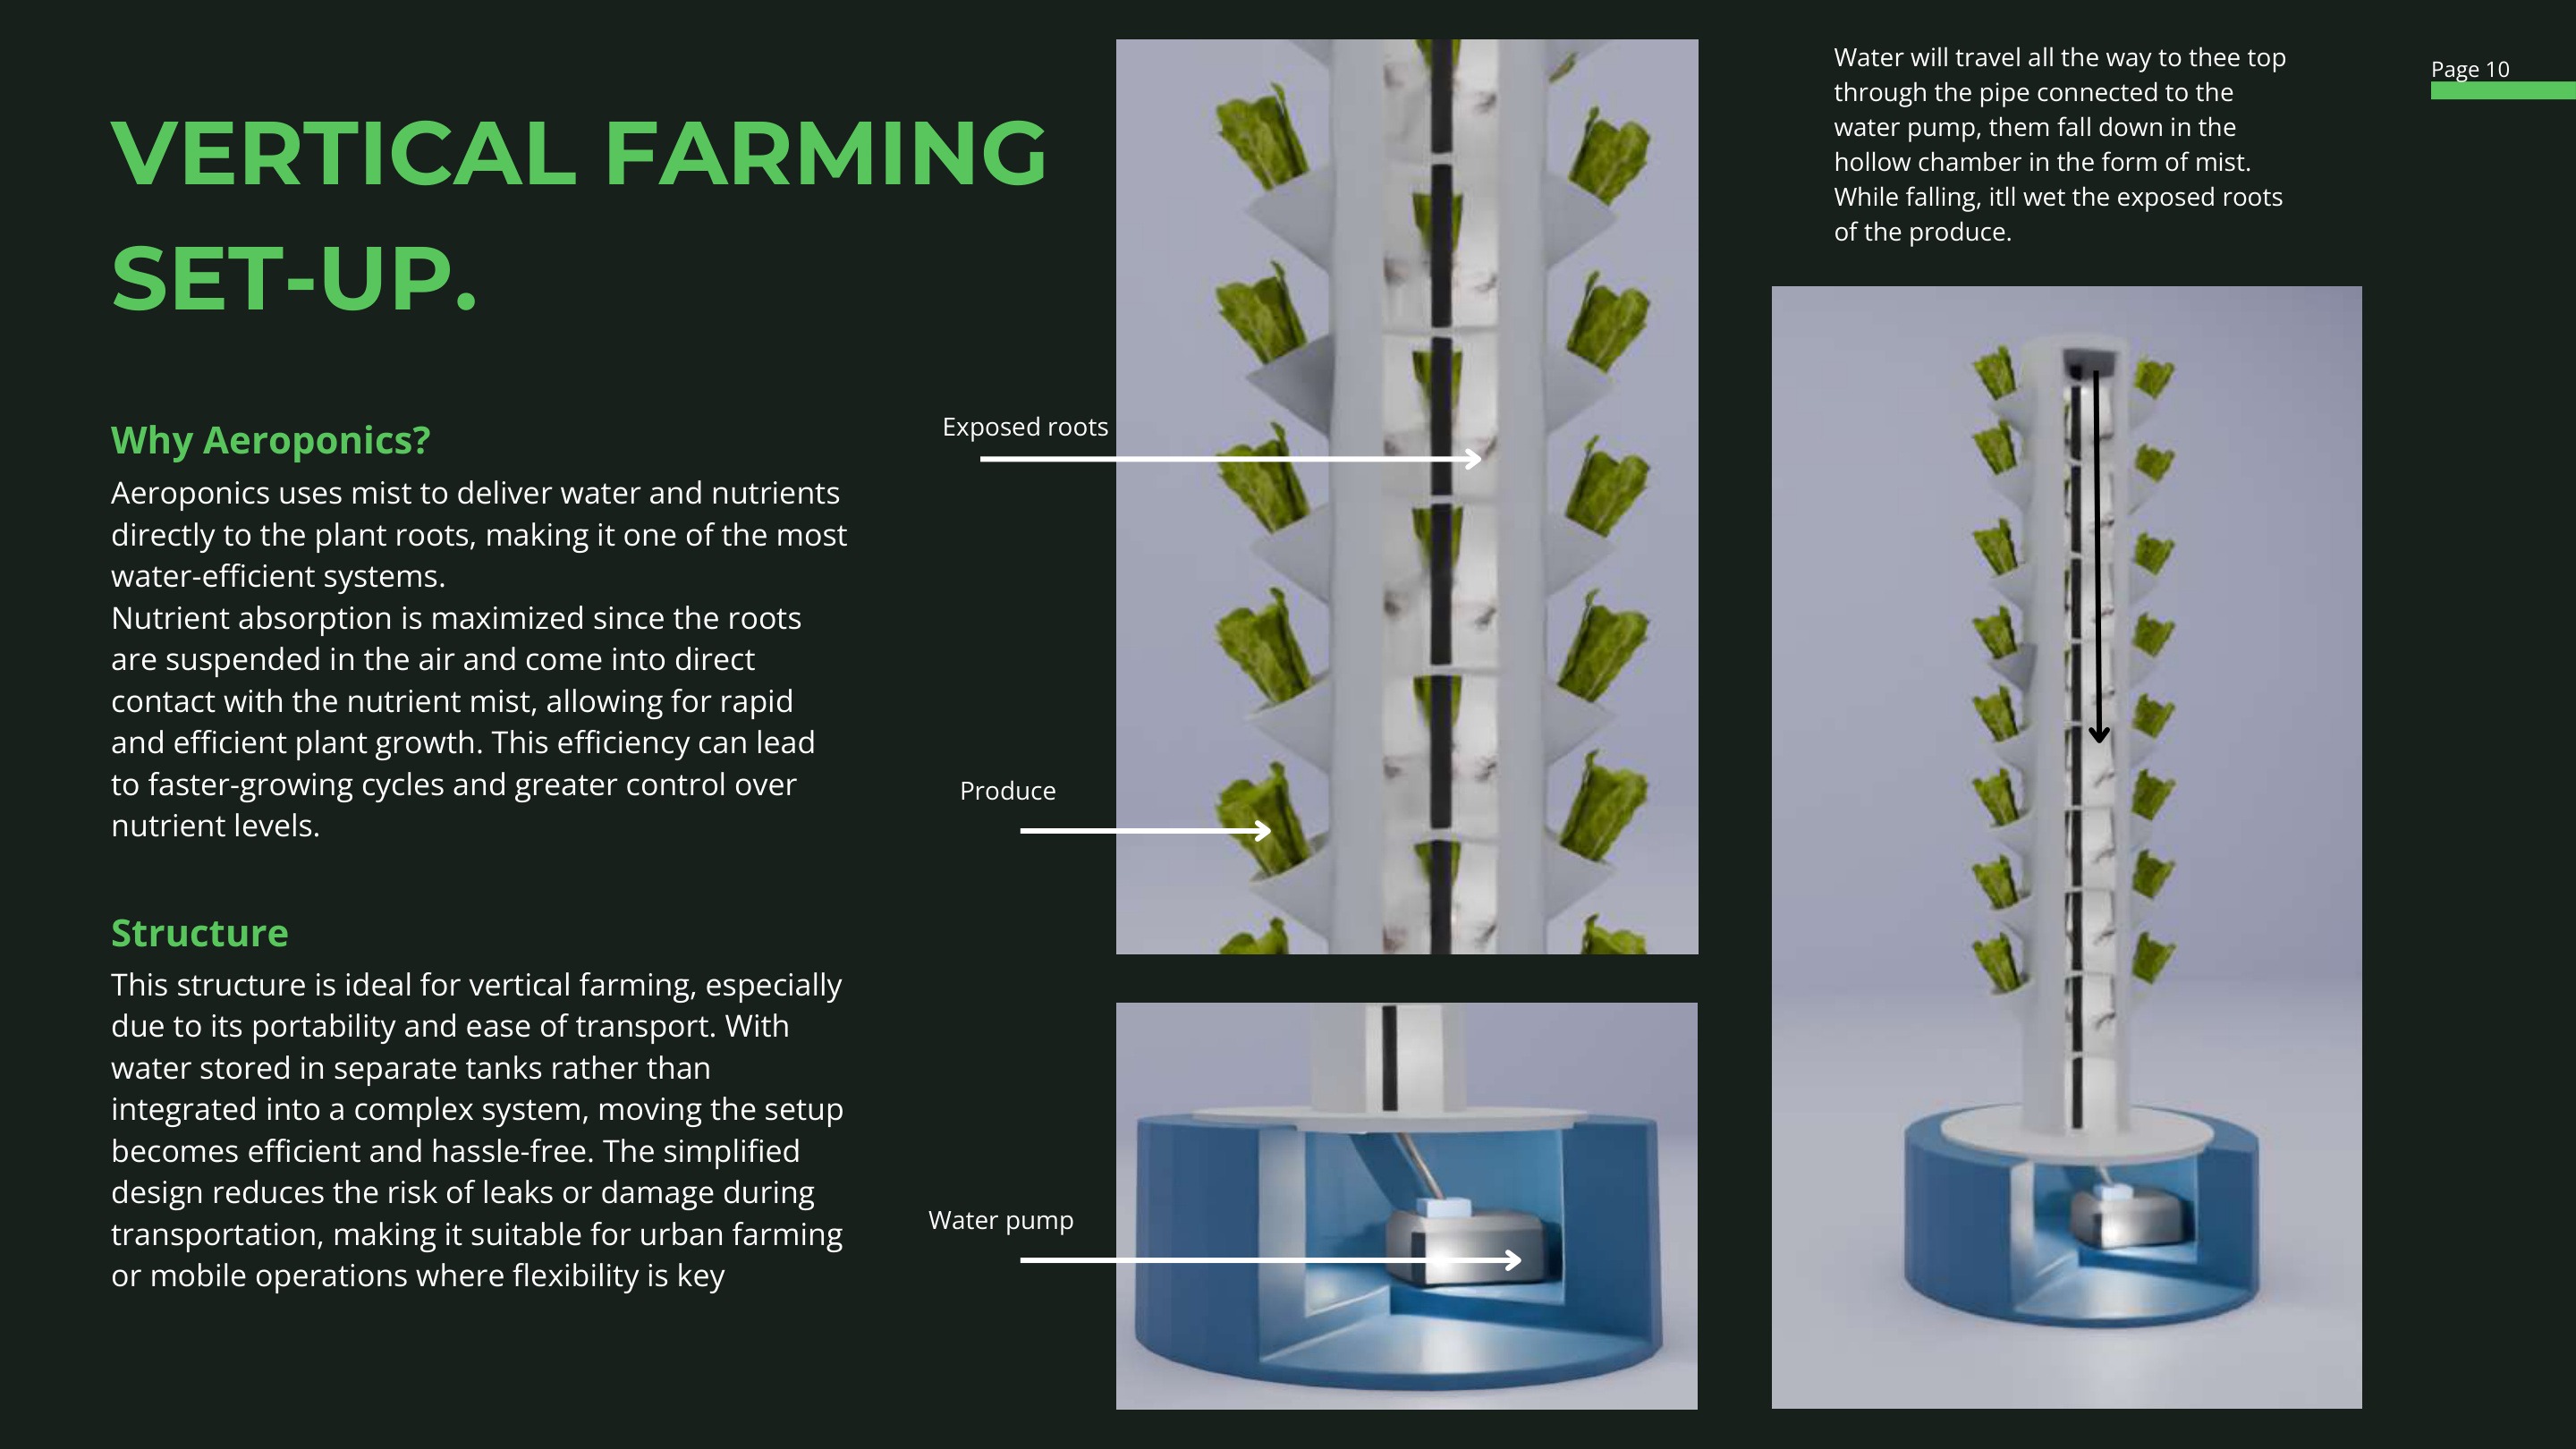 VERTICAL FARMING
SET-UP.
Why Aeroponics?
Aeroponics uses mist to deliver water and nutrients
directly to the plant roots, making it one of the most
water-efficient systems.
Nutrient absorption is maximized since the roots
are suspended in the air and come into direct
contact with the nutrient mist, allowing for rapid
and efficient plant growth. This efficiency can lead
to faster-growing cycles and greater control over
nutrient levels.
Structure
This structure is ideal for vertical farming, especially
due to its portability and ease of transport. With
water stored in separate tanks rather than
integrated into a complex system, moving the setup
becomes efficient and hassle-free. The simplified
design reduces the risk of leaks or damage during
transportation, making it suitable for urban farming
or mobile operations where flexibility is key
Exposed roots
Produce
Water pump
Water will travel all the way to thee top
through the pipe connected to the
water pump, them fall down in the
hollow chamber in the form of mist.
While falling, itll wet the exposed roots
of the produce.
Page 10